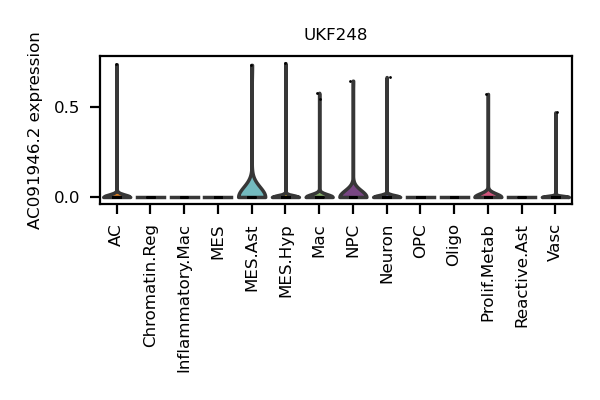 UKF248
AC091946.2 expression
0.5
0.0
AC
Chromatin.Reg
Inflammatory.Mac
MES
MES.Ast
MES.Hyp
Mac
NPC
Neuron
OPC
Oligo
Prolif.Metab
Reactive.Ast
Vasc